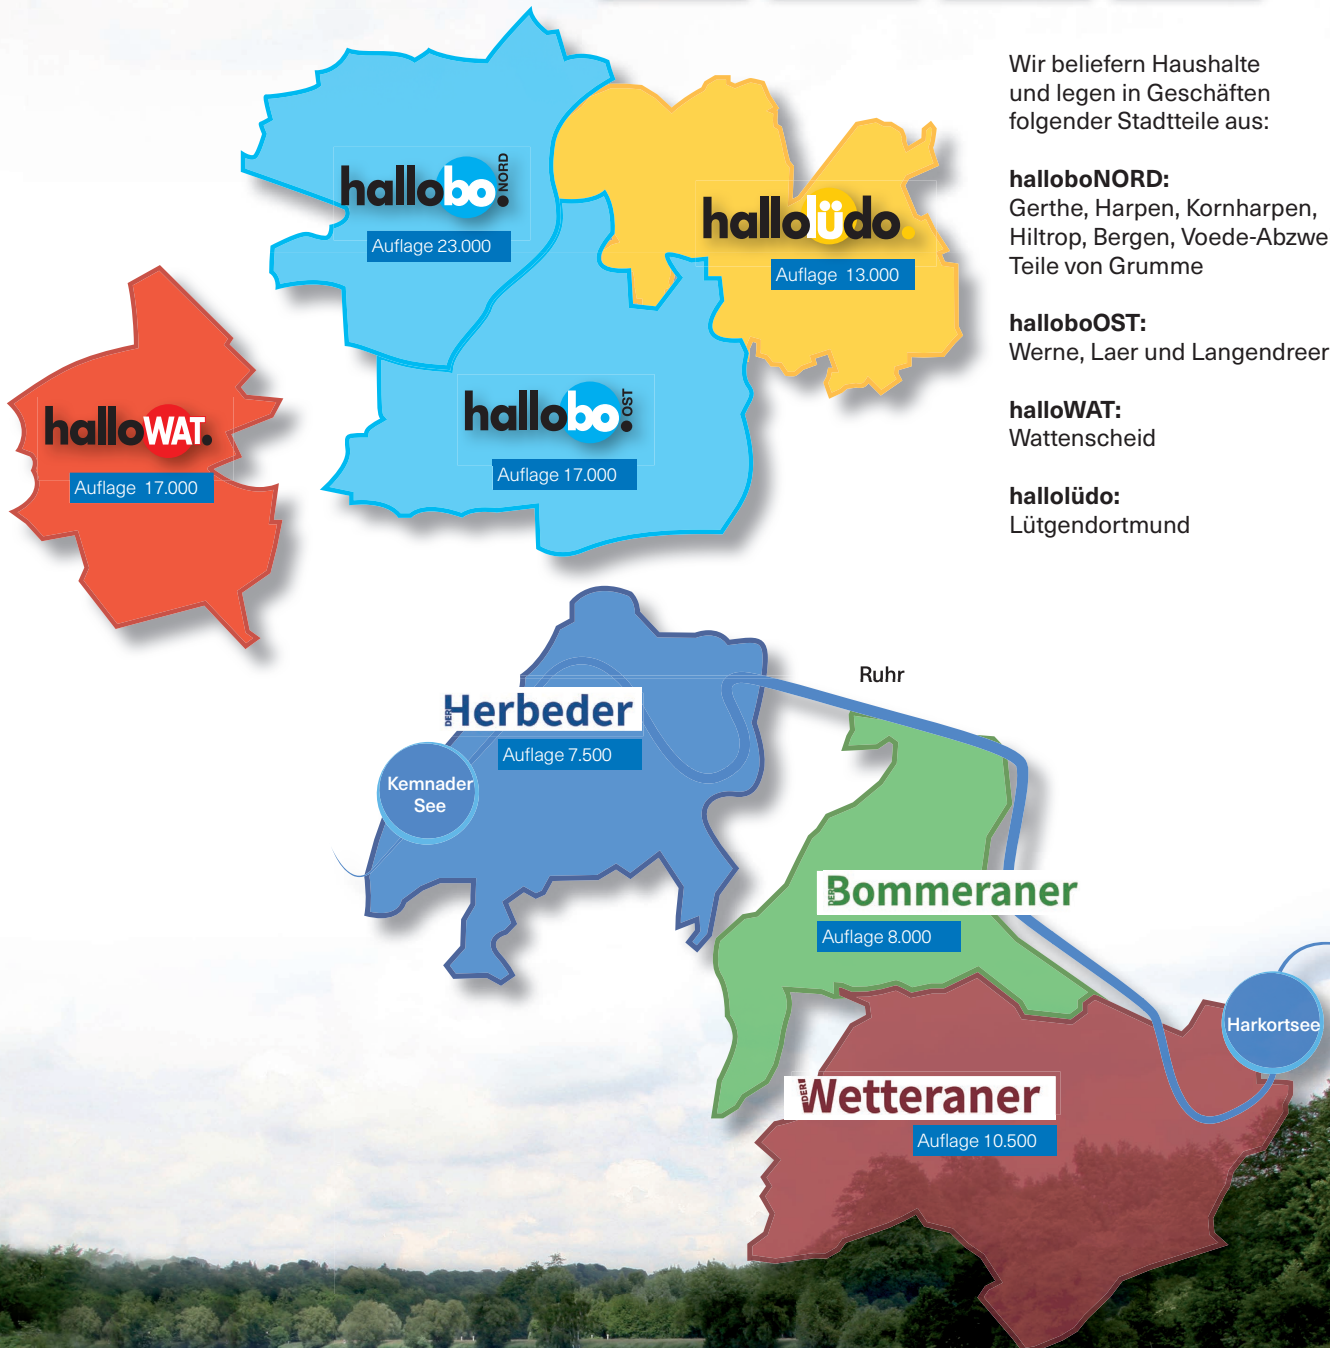 Wir beliefern Haushalte
und legen in Geschäften
folgender Stadtteile aus:
halloboNORD:
Gerthe, Harpen, Kornharpen,
Hiltrop, Bergen, Voede-Abzwe
Teile von Grumme
halloboOST:
Werne, Laer und Langendreer
halloWAT:
Wattenscheid
hallolüdo:
Lütgendortmund
hallobo. NORD
Auflage 23.000
hallolüdo.
Auflage 13.000
hallobo. OST
Auflage 17.000
halloWAT.
Auflage 17.000
Ruhr
DER Herbeder
Auflage 7.500
Kemnader
See
DER Bommeraner
Auflage 8.000
Harkortsee
DER Wetteraner
Auflage 10.500